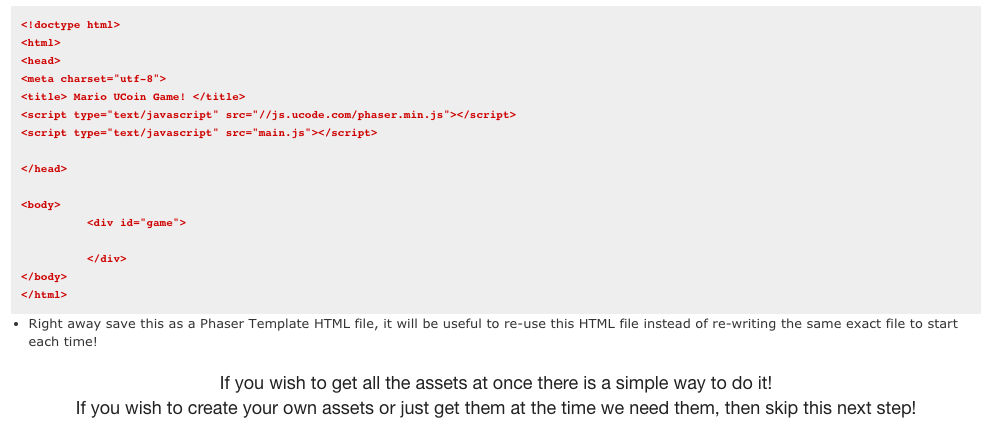 <!doctype html>
<html>
<head>
<meta charset="utf-8">
<title> Mario UCoin Game! </title>
<script type="text/javascript" src="//js.ucode.com/phaser.min.js"></script>
<script type="text/javascript" src="main.js"></script>
</head>
<body>
<div id="game">
</div>
</body>
</html>
• Right away save this as a Phaser Template HTML file, it will be useful to re-use this HTML file instead of re-writing the same exact file to start
each time!
If you wish to get all the assets at once there is a simple way to do it!
If you wish to create your own assets or just get them at the time we need them, then skip this next step!